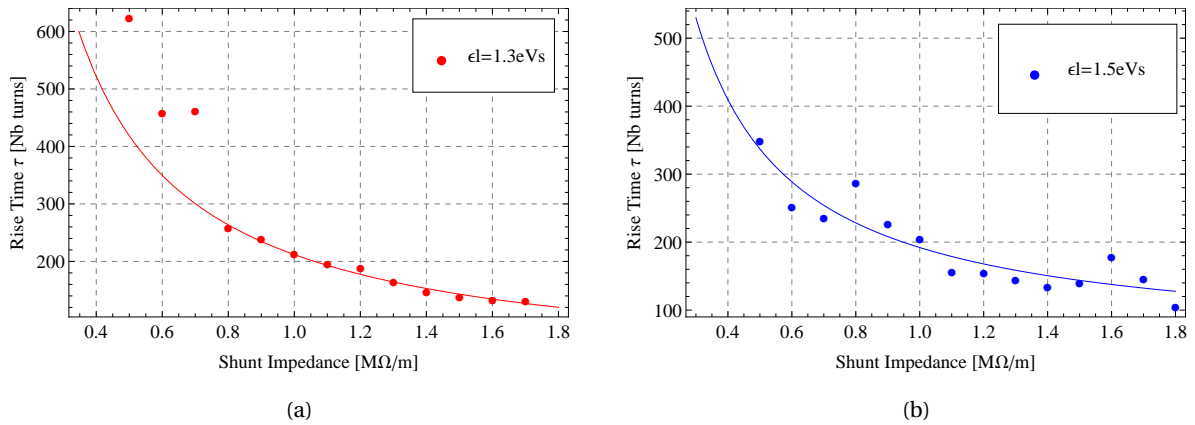 600
500
400
300
200
Rise Time τ [Nb turns]
ϵl=1.3eVs
0.4 0.6 0.8 1.0 1.2 1.4 1.6 1.8
Shunt Impedance [MΩ/m]
(a)
500
400
300
200
100
Rise Time τ [Nb turns]
ϵl=1.5eVs
0.4 0.6 0.8 1.0 1.2 1.4 1.6 1.8
Shunt Impedance [MΩ/m]
(b)